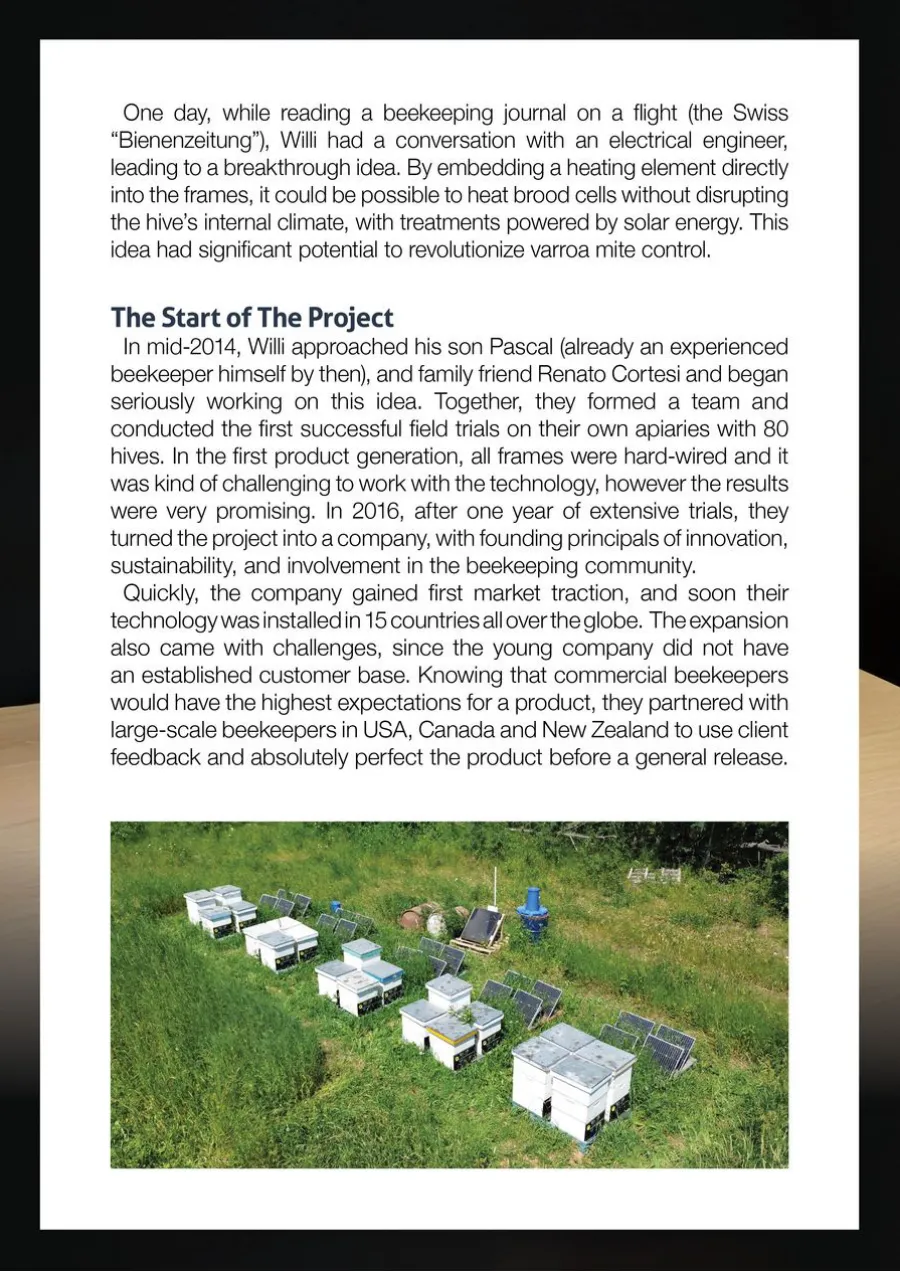 One day, while reading a beekeeping journal on a flight (the Swiss
“Bienenzeitung”), Willi had a conversation with an electrical engineer,
leading to a breakthrough idea. By embedding a heating element directly
into the frames, it could be possible to heat brood cells without disrupting
the hive’s internal climate, with treatments powered by solar energy. This
idea had significant potential to revolutionize varroa mite control.
The Start of The Project
In mid-2014, Willi approached his son Pascal (already an experienced
beekeeper himself by then), and family friend Renato Cortesi and began
seriously working on this idea. Together, they formed a team and
conducted the first successful field trials on their own apiaries with 80
hives. In the first product generation, all frames were hard-wired and it
was kind of challenging to work with the technology, however the results
were very promising. In 2016, after one year of extensive trials, they
turned the project into a company, with founding principals of innovation,
sustainability, and involvement in the beekeeping community.
Quickly, the company gained first market traction, and soon their
technology was installed in 15 countries all over the globe. The expansion
also came with challenges, since the young company did not have
an established customer base. Knowing that commercial beekeepers
would have the highest expectations for a product, they partnered with
large-scale beekeepers in USA, Canada and New Zealand to use client
feedback and absolutely perfect the product before a general release.